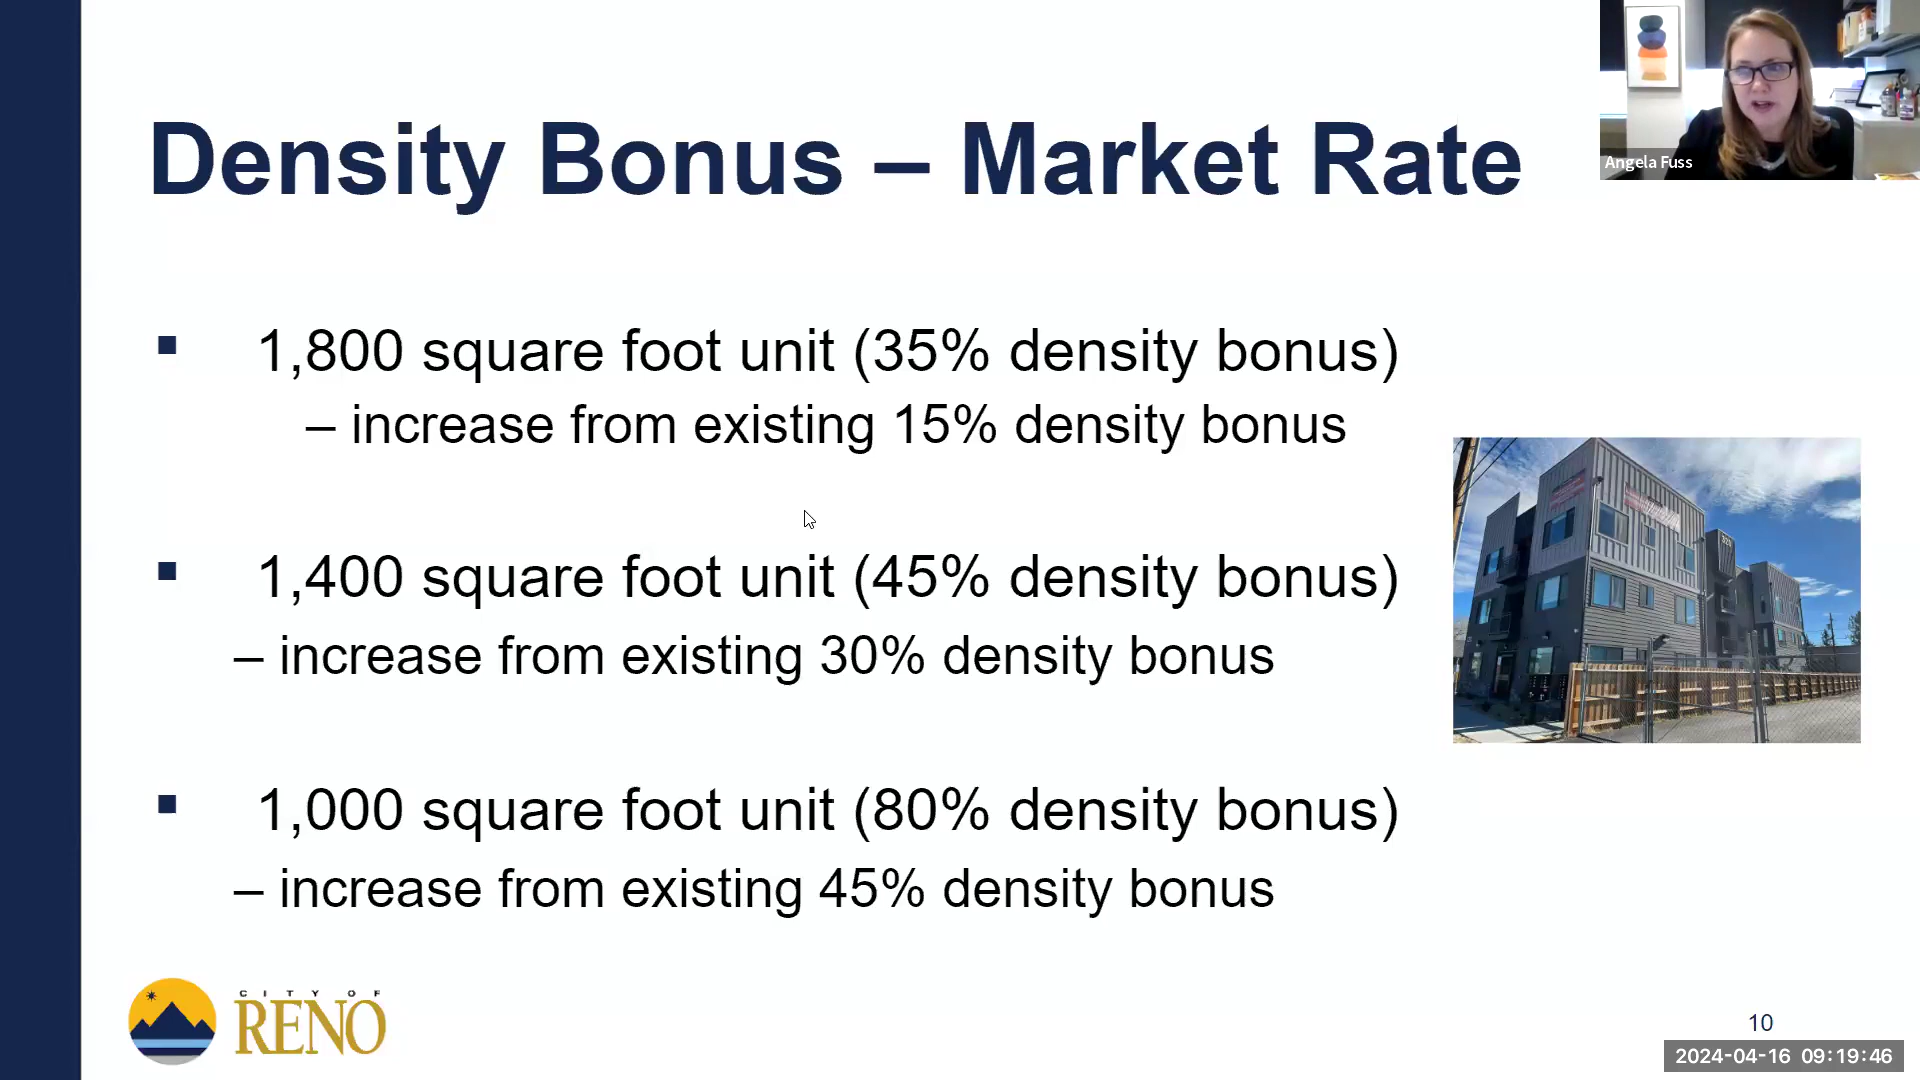 Density Bonus – Market Rate
Angela Fuss
▪ 1,800 square foot unit (35% density bonus)
– increase from existing 15% density bonus
▪ 1,400 square foot unit (45% density bonus)
– increase from existing 30% density bonus
▪ 1,000 square foot unit (80% density bonus)
– increase from existing 45% density bonus
CITY OF
RENO
10
2024-04-16 09:19:46